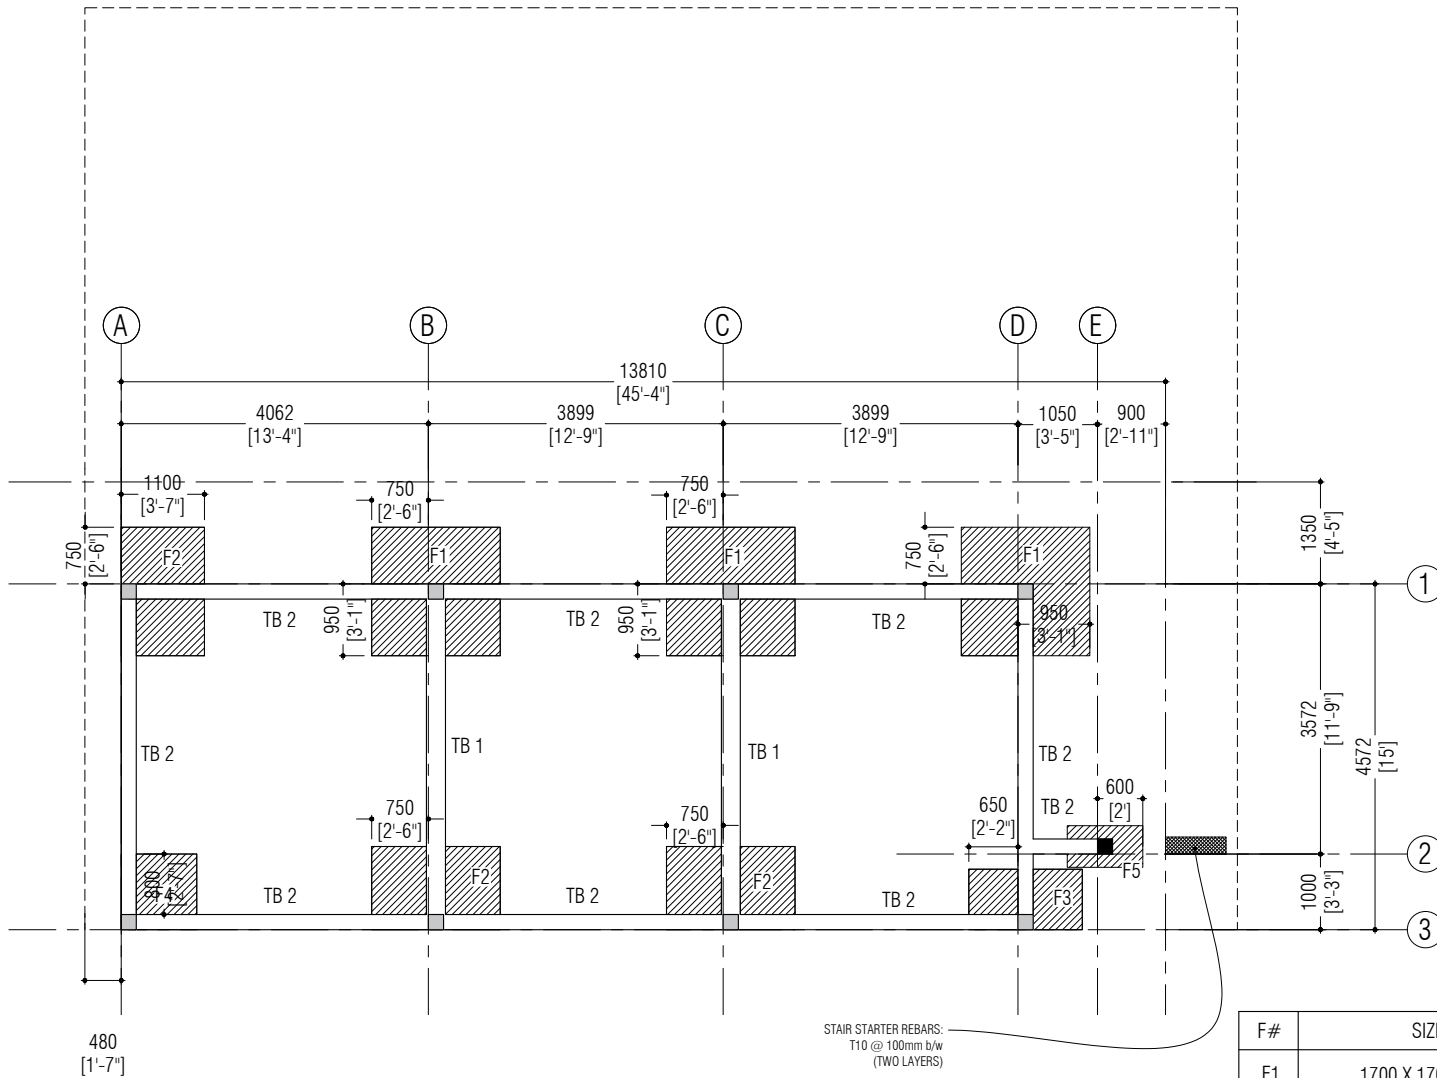 A B C D E
13810
[45'-4"]
4062 3899 3899 1050 900
[13'-4"] [12'-9"] [12'-9"] [3'-5"] [2'-11"]
1100 750 750
[3'-7"] [2'-6"] [2'-6"]
1350
[4'-5"]
750
[2'-6"]
750
[2'-6"]
F2 F1 F1 F1
1
TB 2 TB 2 TB 2
950
[3'-1"]
950
[3'-1"]
950
[3'-1"]
3572
[11'-9"]
4572
[15']
TB 2 TB 1 TB 1 TB 2
750 750 650 TB 2 600
[2'-6"] [2'-6"] [2'-2"] [2']
2
800
[2'-7"]
F2 F2 F5
TB 2 TB 2 TB 2 F3
1000
[3'-3"]
3
480
[1'-7"]
STAIR STARTER REBARS:
T10 @ 100mm b/w
(TWO LAYERS)
F#
F1